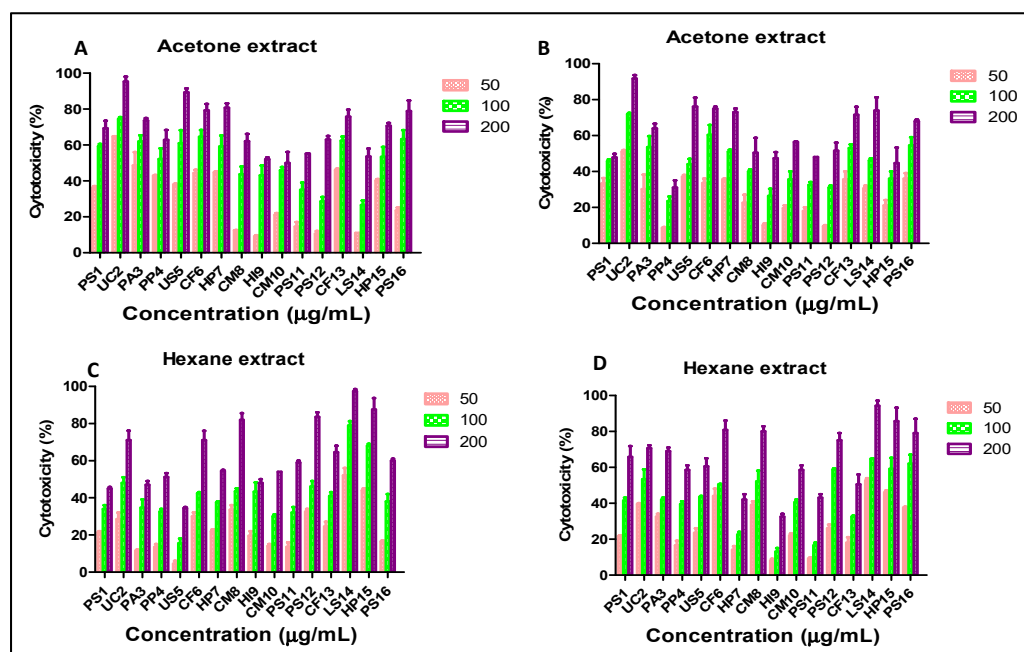 A
Acetone extract
Cytotoxicity (%)
100
80
60
40
20
0
50
100
200
PS1
UC2
PA3
PP4
US5
CF6
HP7
CM8
HI9
CM10
PS11
PS12
CF13
LS14
HP15
PS16
Concentration (µg/mL)
B
Acetone extract
Cytotoxicity (%)
100
80
60
40
20
0
50
100
200
PS1
UC2
PA3
PP4
US5
CF6
HP7
CM8
HI9
CM10
PS11
PS12
CF13
LS14
HP15
PS16
Concentration (µg/mL)
C
Hexane extract
Cytotoxicity (%)
100
80
60
40
20
0
50
100
200
PS1
UC2
PA3
PP4
US5
CF6
HP7
CM8
HI9
CM10
PS11
PS12
CF13
LS14
HP15
PS16
Concentration (µg/mL)
D
Hexane extract
Cytotoxicity (%)
100
80
60
40
20
0
50
100
200
PS1
UC2
PA3
PP4
US5
CF6
HP7
CM8
HI9
CM10
PS11
PS12
CF13
LS14
HP15
PS16
Concentration (µg/mL)